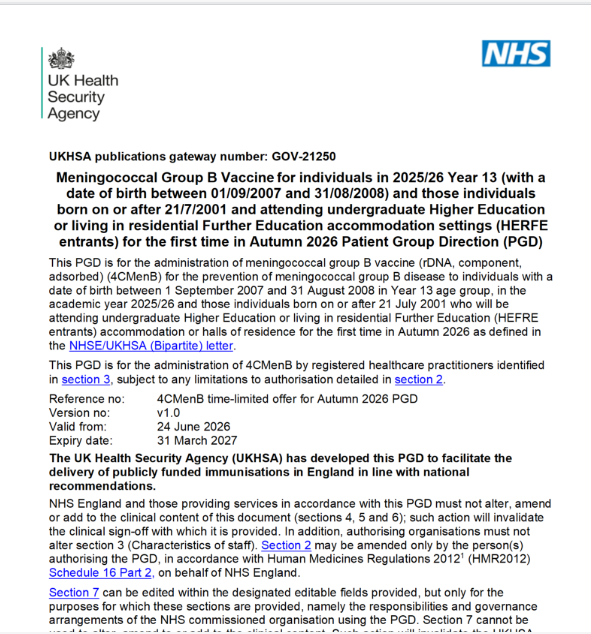 NHS
UK Health
Security
Agency
UKHSA publications gateway number: GOV-21250
Meningococcal Group B Vaccine for individuals in 2025/26 Year 13 (with a
date of birth between 01/09/2007 and 31/08/2008) and those individuals
born on or after 21/7/2001 and attending undergraduate Higher Education
or living in residential Further Education accommodation settings (HERFE
entrants) for the first time in Autumn 2026 Patient Group Direction (PGD)
This PGD is for the administration of meningococcal group B vaccine (rDNA, component,
adsorbed) (4CMenB) for the prevention of meningococcal group B disease to individuals with a
date of birth between 1 September 2007 and 31 August 2008 in Year 13 age group, in the
academic year 2025/26 and those individuals born on or after 21 July 2001 who will be
attending undergraduate Higher Education or living in residential Further Education (HEFRE
entrants) accommodation or halls of residence for the first time in Autumn 2026 as defined in
the NHSE/UKHSA (Bipartite) letter.
This PGD is for the administration of 4CMenB by registered healthcare practitioners identified
in section 3, subject to any limitations to authorisation detailed in section 2.
Reference no: 4CMenB time-limited offer for Autumn 2026 PGD
Version no: v1.0
Valid from: 24 June 2026
Expiry date: 31 March 2027
The UK Health Security Agency (UKHSA) has developed this PGD to facilitate the
delivery of publicly funded immunisations in England in line with national
recommendations.
NHS England and those providing services in accordance with this PGD must not alter, amend
or add to the clinical content of this document (sections 4, 5 and 6); such action will invalidate
the clinical sign-off with which it is provided. In addition, authorising organisations must not
alter section 3 (Characteristics of staff). Section 2 may be amended only by the person(s)
authorising the PGD, in accordance with Human Medicines Regulations 2012¹ (HMR2012)
Schedule 16 Part 2, on behalf of NHS England.
Section 7 can be edited within the designated editable fields provided, but only for the
purposes for which these sections are provided, namely the responsibilities and governance
arrangements of the NHS commissioned organisation using the PGD. Section 7 cannot be
used to alter, amend or add to the clinical content. Such action will invalidate the UKHSA